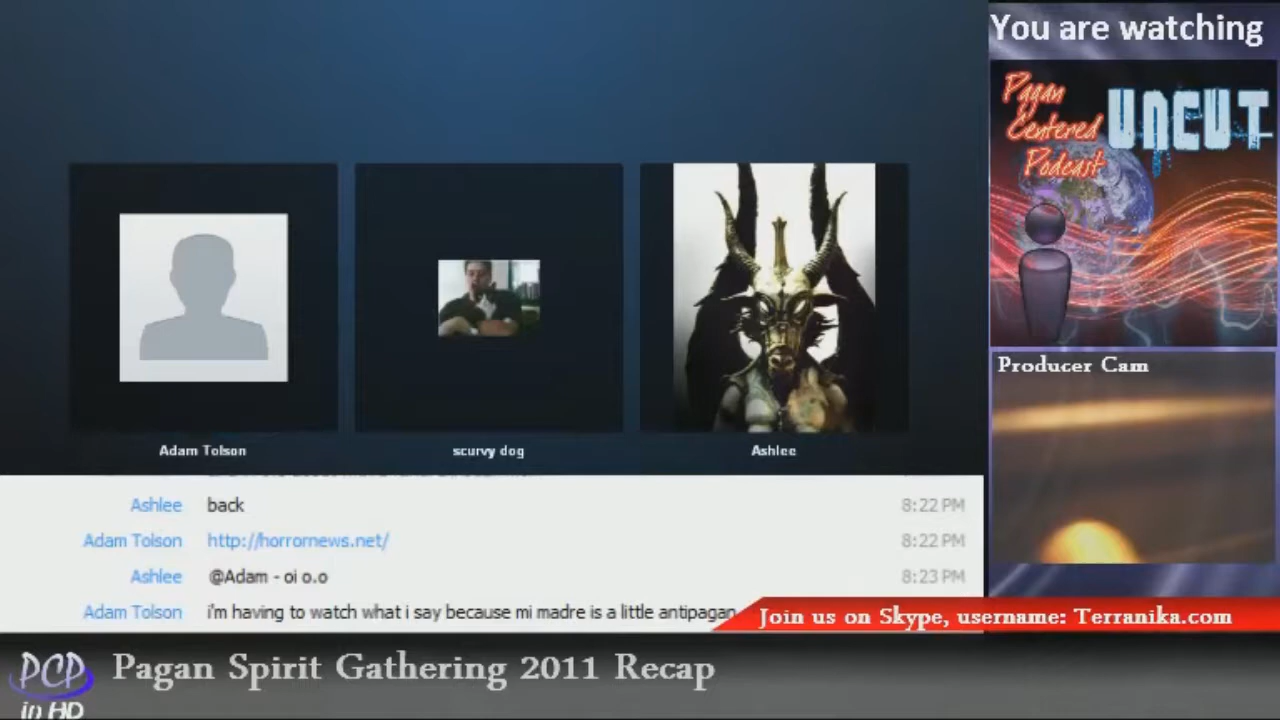 You are watching
Pagan
Centered
Podcast
UNCUT
Producer Cam
Adam Tolson
scurvy dog
Ashlee
Ashlee back 8:22 PM
Adam Tolson http://horrornews.net/ 8:22 PM
Ashlee @Adam - oi o.o 8:23 PM
Adam Tolson i'm having to watch what i say because mi madre is a little antipagan
Join us on Skype, username: Terranika.com
PCP
in HD
Pagan Spirit Gathering 2011 Recap